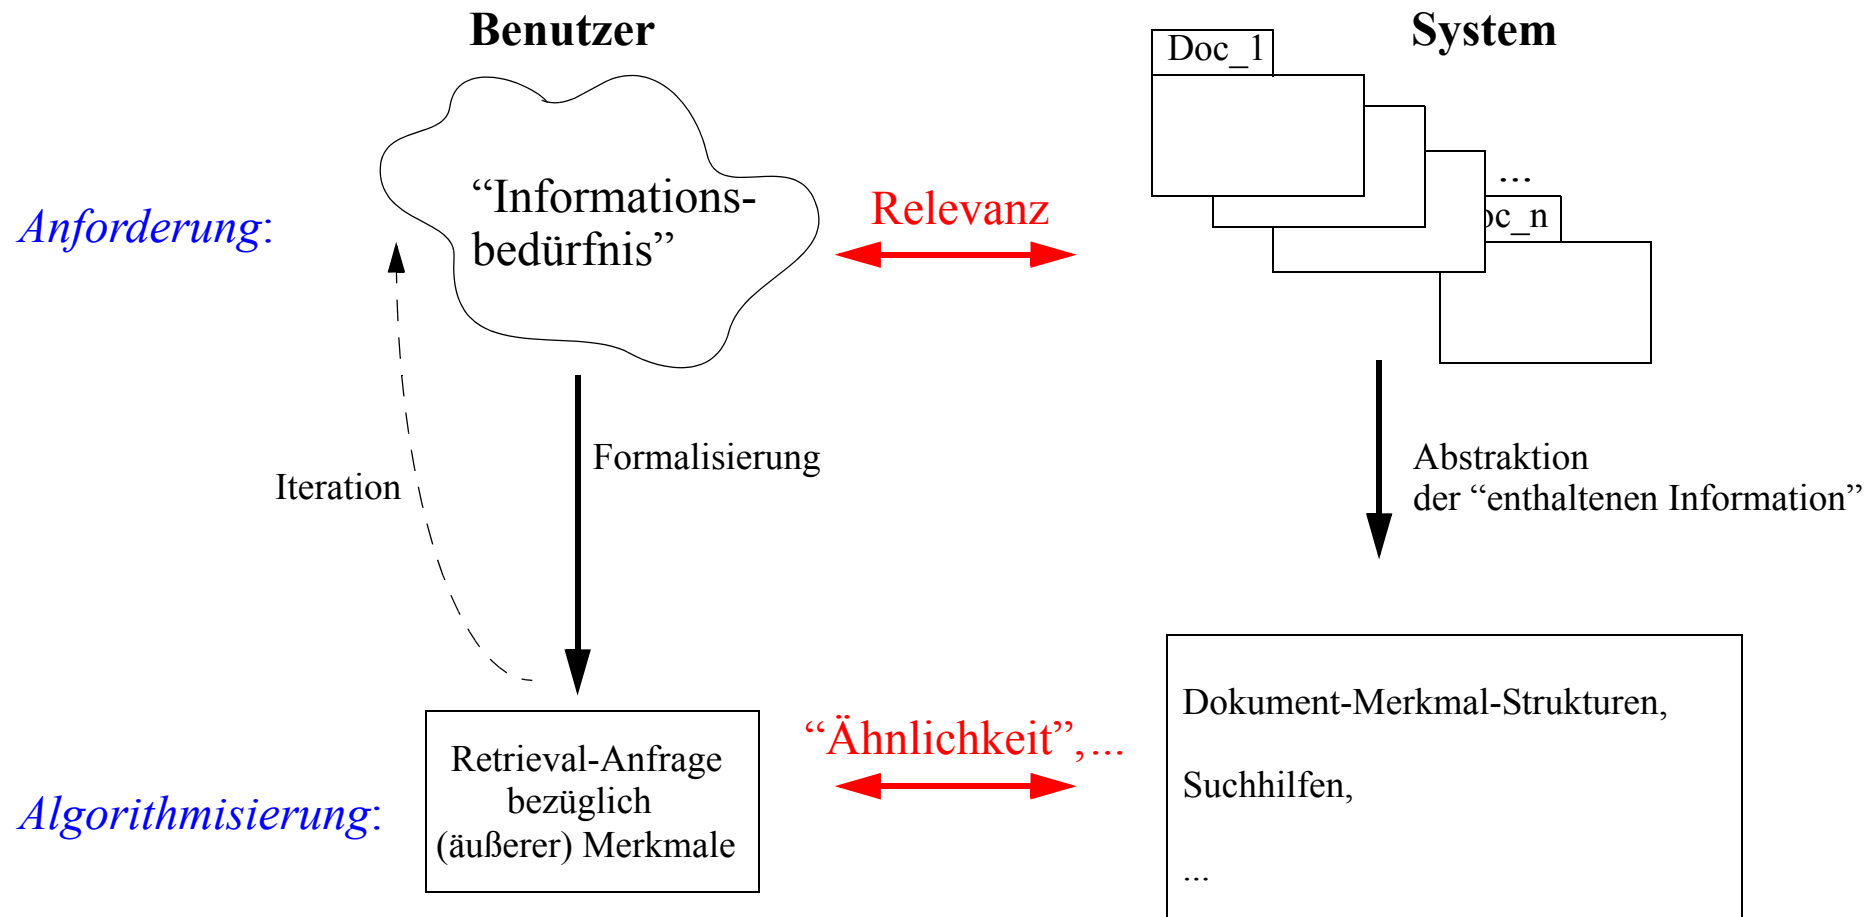 Benutzer
System
Doc_1
“Informations-
bedürfnis”
Relevanz
...
oc_n
Anforderung:
Iteration
Formalisierung
Abstraktion
der “enthaltenen Information”
Algorithmisierung:
Retrieval-Anfrage
bezüglich
(äußerer) Merkmale
“Ähnlichkeit”,...
Dokument-Merkmal-Strukturen,
Suchhilfen,
...